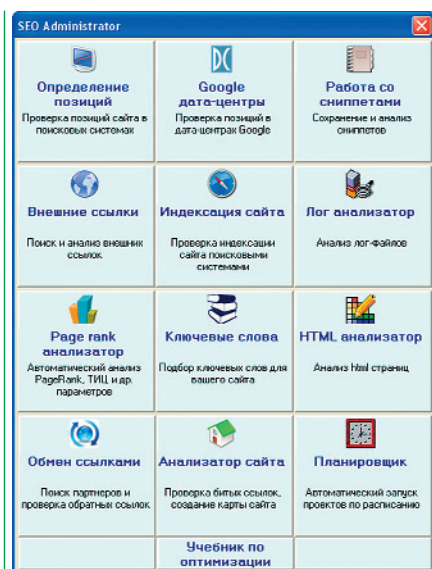 SEO Administrator
Определение
позиций
Проверка позиций сайта в
поисковых системах
Google
дата-центры
Проверка позиций в
дата-центрах Google
Работа со
сниппетами
Сохранение и анализ
сниппетов
Внешние ссылки
Поиск и анализ внешних
ссылок
Индексация сайта
Проверка индексации
сайта поисковыми
системами
Лог анализатор
Анализ лог-файлов
Page rank
анализатор
Автоматический анализ
PageRank, ТИЦ и др.
параметров
Ключевые слова
Подбор ключевых слов для
вашего сайта
HTML анализатор
Анализ Html страниц
Обмен ссылками
Поиск партнеров и
проверка обратных ссылок
Анализатор сайта
Проверка битых ссылок,
создание карты сайта
Планировщик
Автоматический запуск
проектов по расписанию
Учебник по
оптимизации